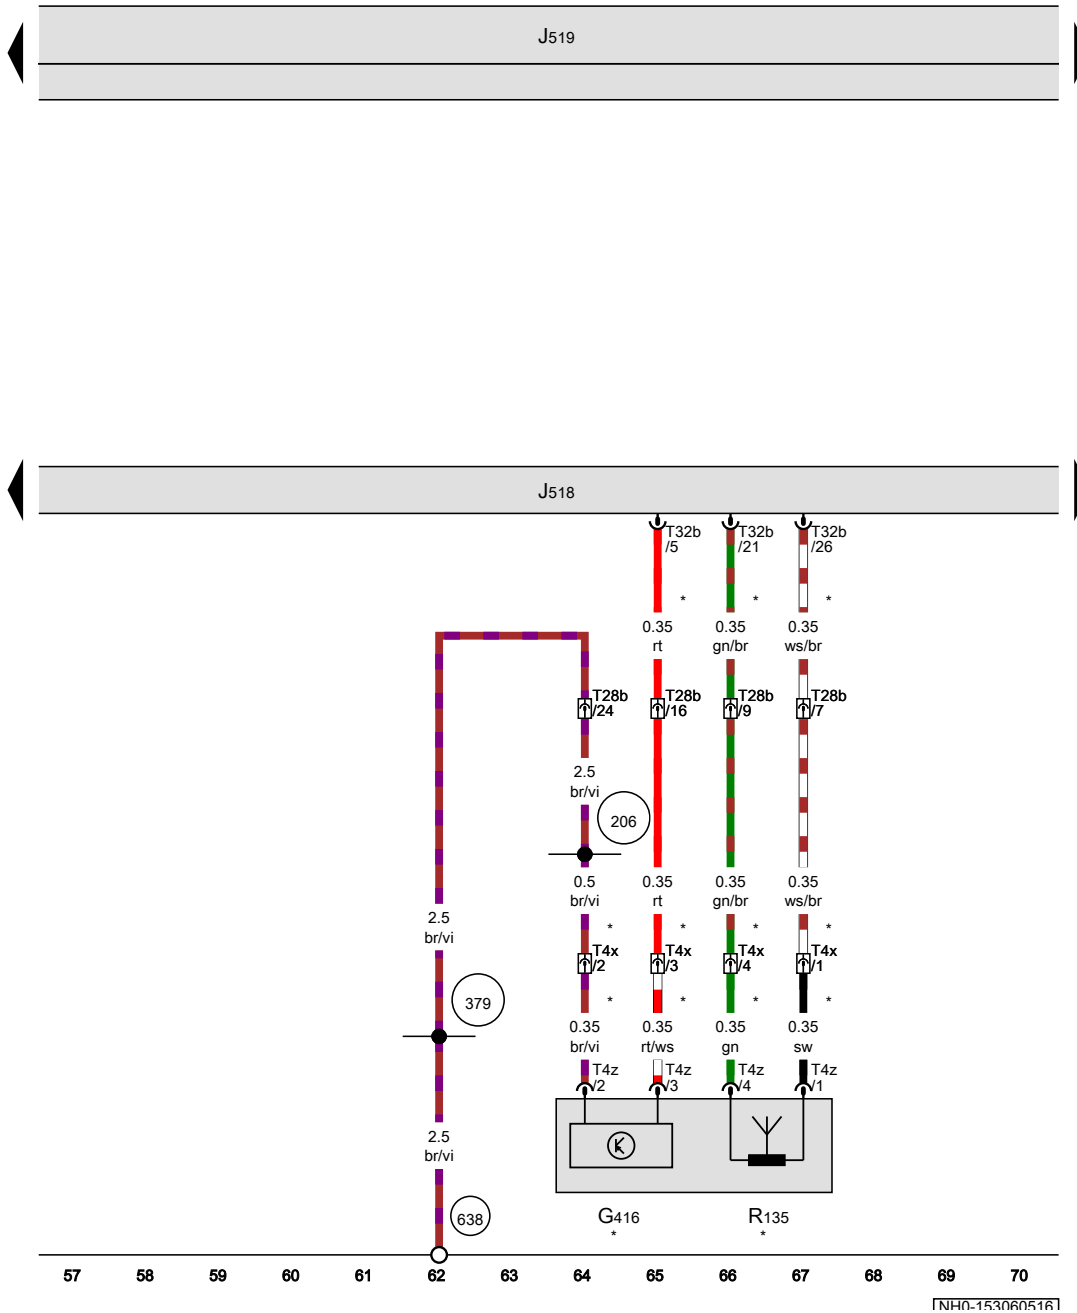 J519
J518
T32b T32b T32b
/5 /21 /26
* * *
0.35 0.35 0.35
rt gn/br ws/br
T28b T28b T28b T28b
/24 /16 /9 /7
2.5
br/vi
206
0.5 0.35 0.35 0.35
br/vi rt gn/br ws/br
2.5
br/vi
* * * *
T4x T4x T4x T4x
/2 /3 /4 /1
379
* * * *
0.35 0.35 0.35 0.35
br/vi rt/ws gn sw
T4z T4z T4z T4z
/2 /3 /4 /1
2.5
br/vi
638
G416 R135
* *
57 58 59 60 61 62 63 64 65 66 67 68 69 70
NH0-153060516